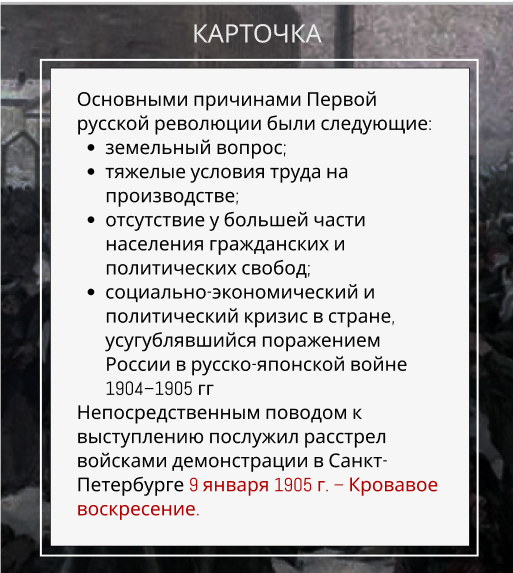 КАРТОЧКА
Основными причинами Первой
русской революции были следующие:
• земельный вопрос;
• тяжелые условия труда на
производстве;
• отсутствие у большей части
населения гражданских и
политических свобод;
• социально-экономический и
политический кризис в стране,
усугублявшийся поражением
России в русско-японской войне
1904–1905 гг
Непосредственным поводом к
выступлению послужил расстрел
войсками демонстрации в Санкт-
Петербурге 9 января 1905 г. – Кровавое
воскресение.